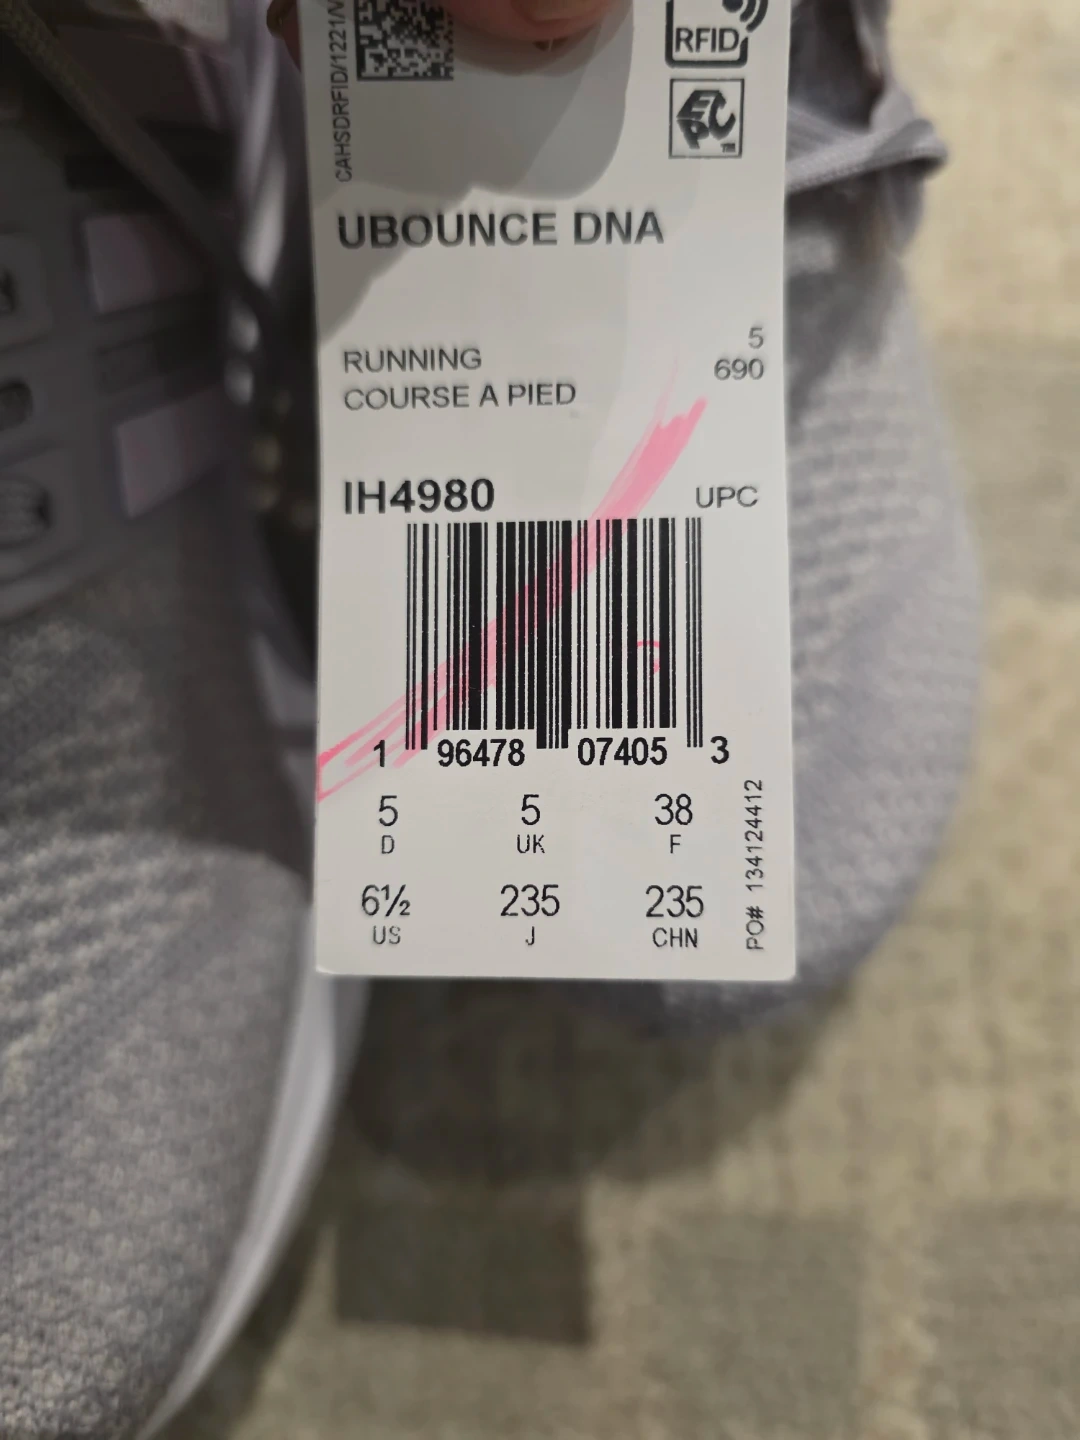 RFID
CAHSDRFID/1221/
EPC™
UBOUNCE DNA
5
690
RUNNING
COURSE A PIED
IH4980
UPC
1 96478 07405 3
5 5 38
D UK F
6½ 235 235
US J CHN
PO# 134124412